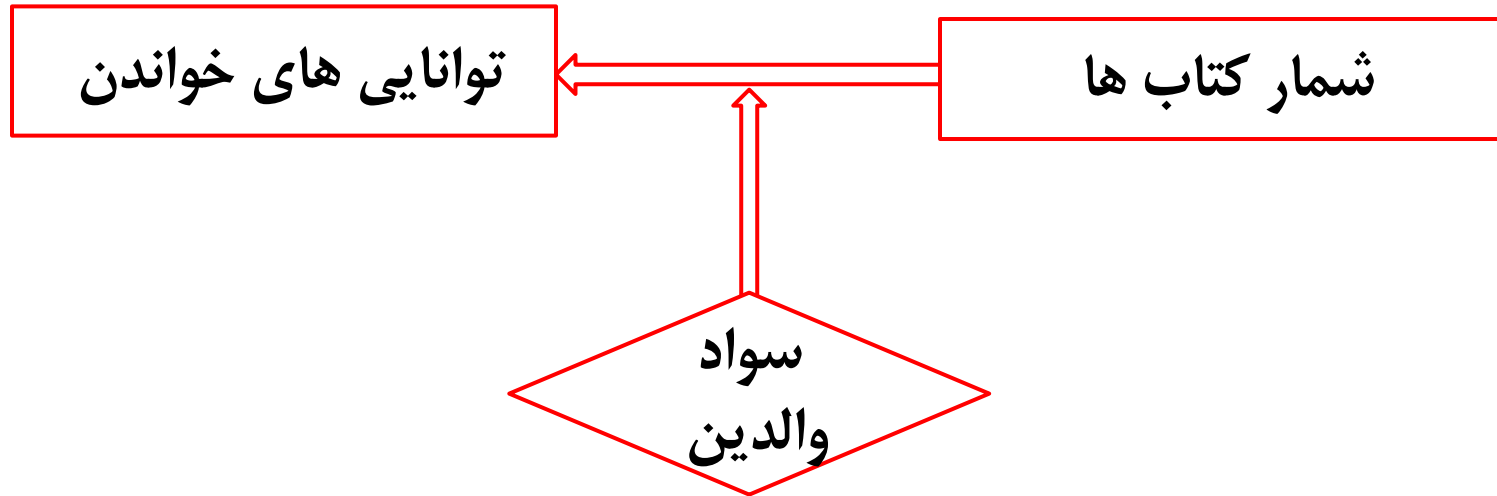 شمار کتاب ها
توانایی های خواندن
سواد
والدین